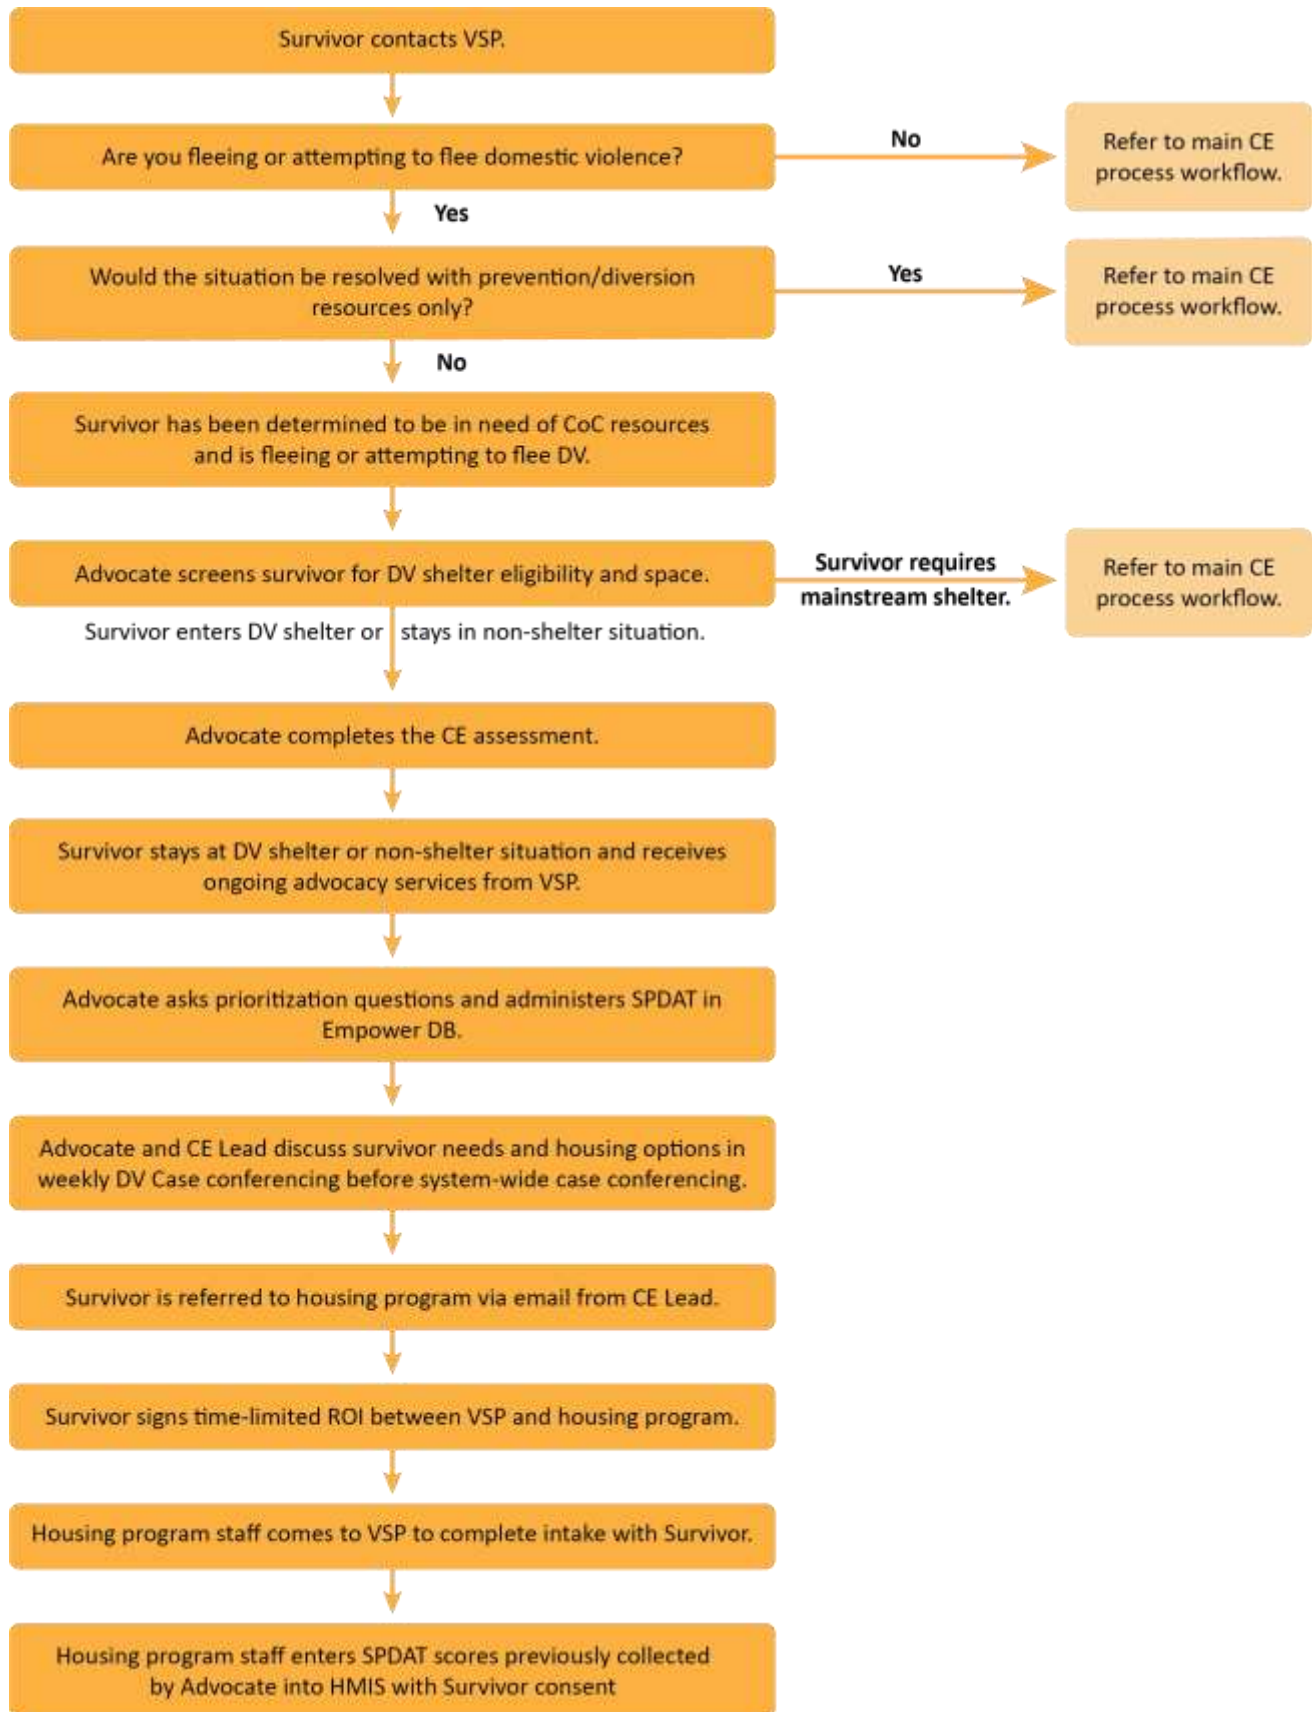 Survivor contacts VSP.
Are you fleeing or attempting to flee domestic violence?
No
Refer to main CE
process workflow.
Yes
Would the situation be resolved with prevention/diversion
resources only?
Yes
Refer to main CE
process workflow.
No
Survivor has been determined to be in need of CoC resources
and is fleeing or attempting to flee DV.
Advocate screens survivor for DV shelter eligibility and space.
Survivor requires
mainstream shelter.
Refer to main CE
process workflow.
Survivor enters DV shelter or stays in non-shelter situation.
Advocate completes the CE assessment.
Survivor stays at DV shelter or non-shelter situation and receives
ongoing advocacy services from VSP.
Advocate asks prioritization questions and administers SPDAT in
Empower DB.
Advocate and CE Lead discuss survivor needs and housing options in
weekly DV Case conferencing before system-wide case conferencing.
Survivor is referred to housing program via email from CE Lead.
Survivor signs time-limited ROI between VSP and housing program.
Housing program staff comes to VSP to complete intake with Survivor.
Housing program staff enters SPDAT scores previously collected
by Advocate into HMIS with Survivor consent